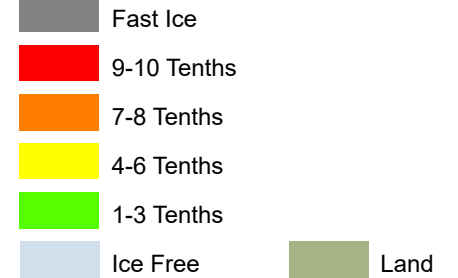 Fast Ice
9-10 Tenths
7-8 Tenths
4-6 Tenths
1-3 Tenths
Ice Free Land